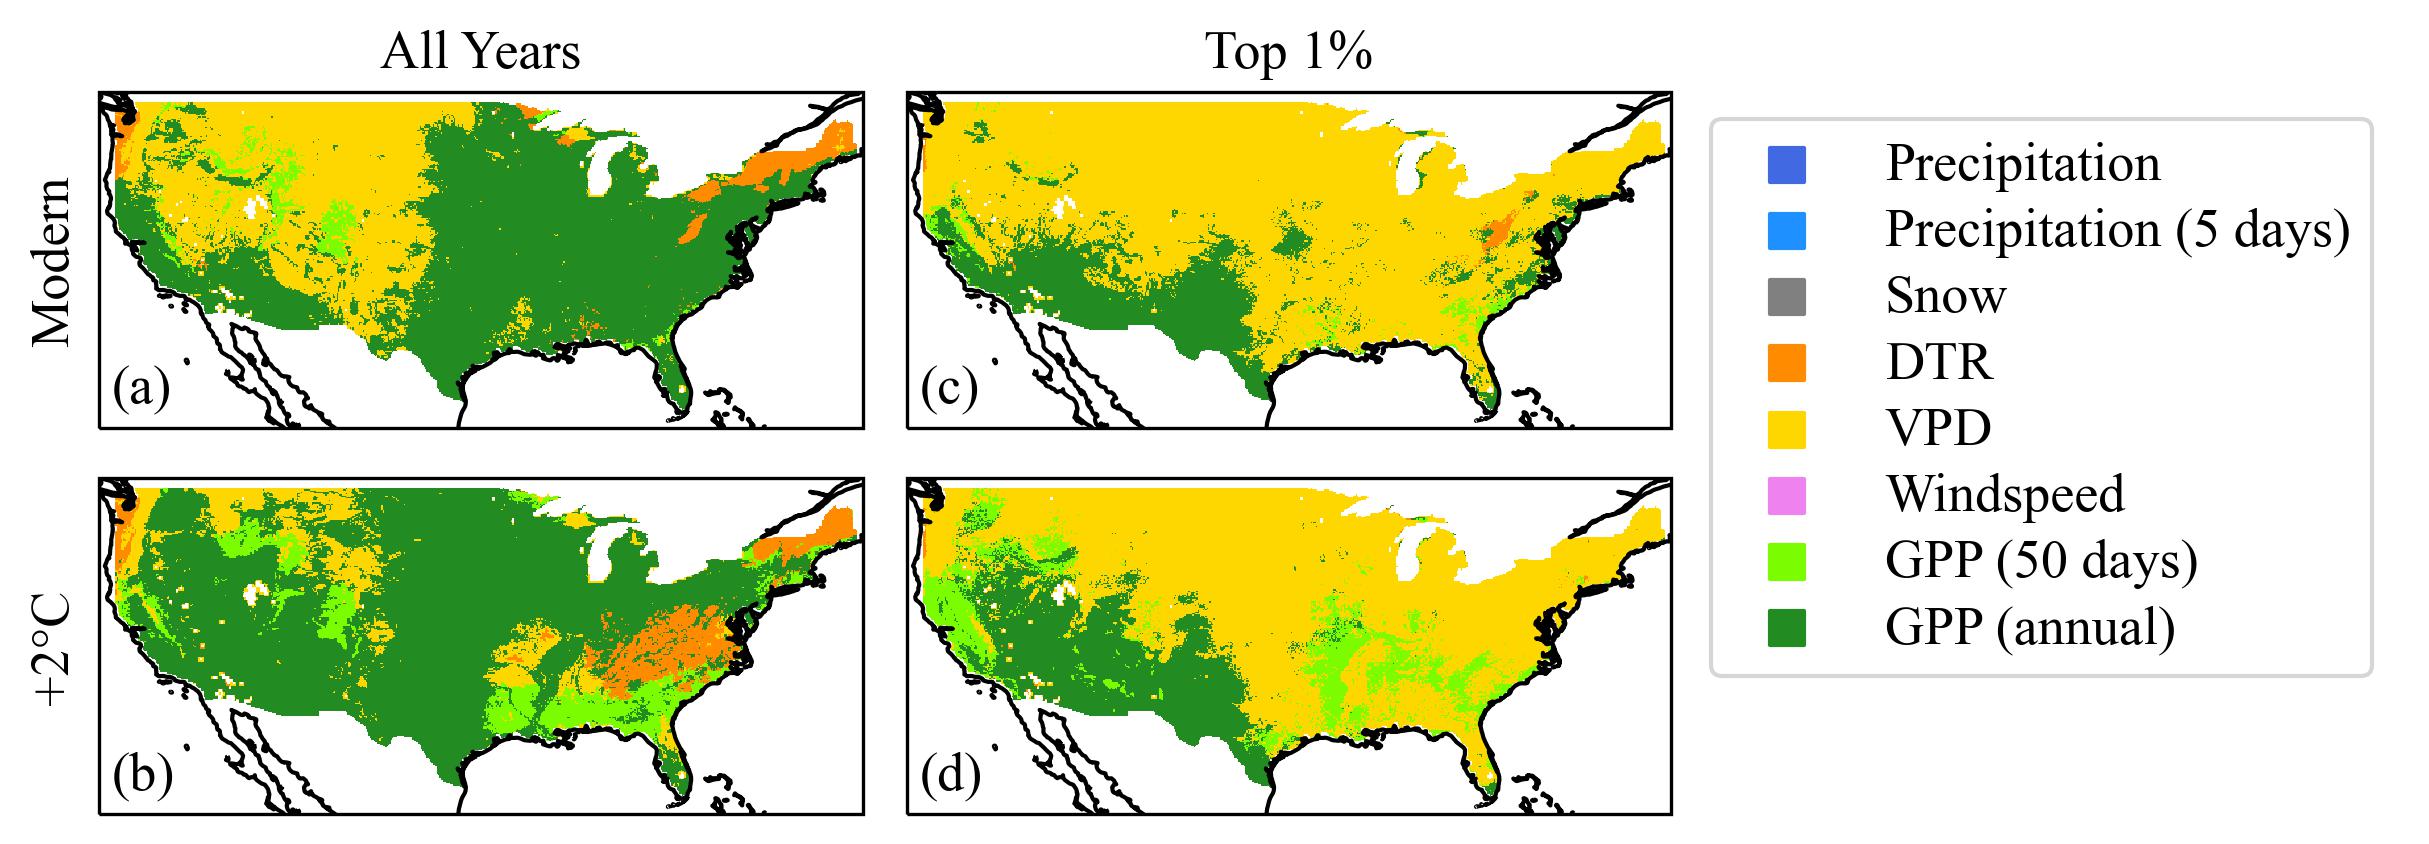 All Years
Top 1%
Modern
(a)
(c)
+2°C
(b)
(d)
Precipitation
Precipitation (5 days)
Snow
DTR
VPD
Windspeed
GPP (50 days)
GPP (annual)